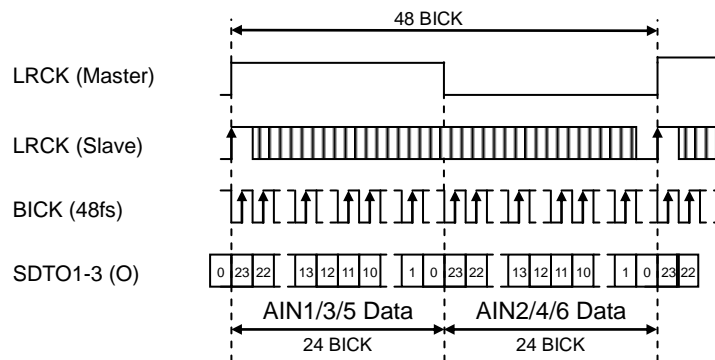 48 BICK
LRCK (Master)
LRCK (Slave)
BICK (48fs)
SDTO1-3 (O) 0 23 22 13 12 11 10 1 0 23 22 13 12 11 10 1 0 23 22
AIN1/3/5 Data AIN2/4/6 Data
24 BICK 24 BICK